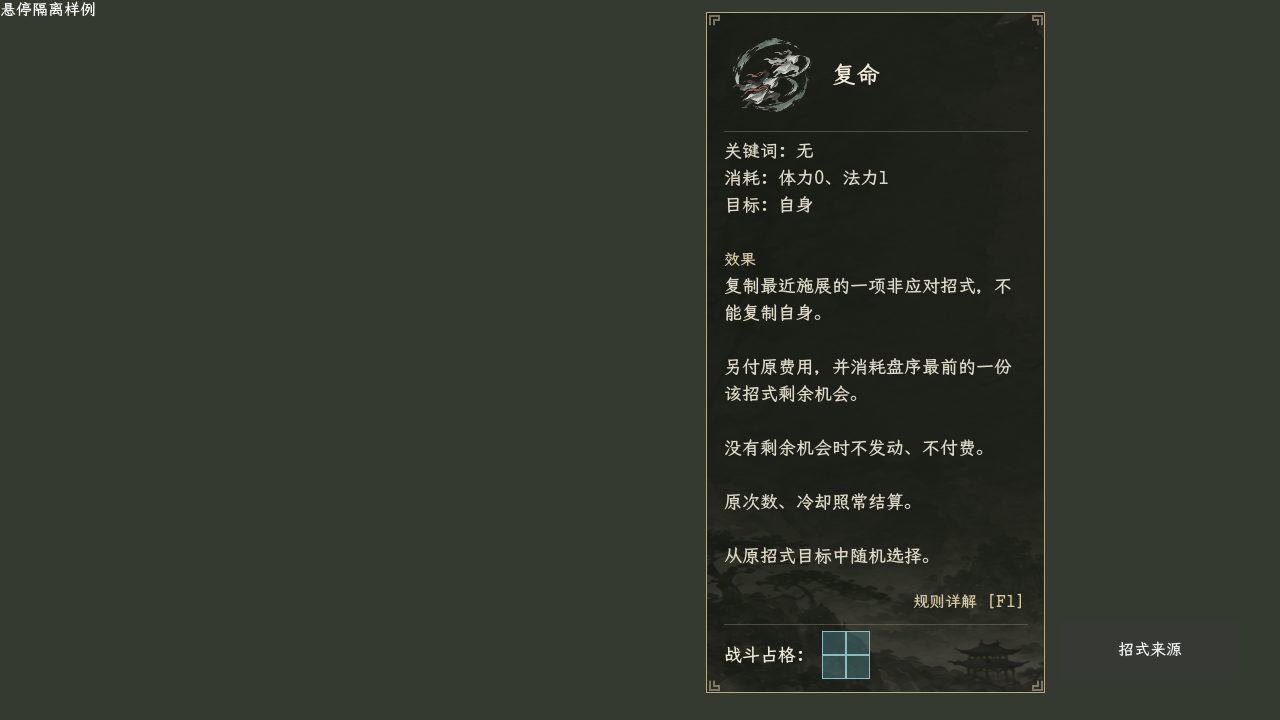 悬停隔离样例
复命
关键词：无
消耗：体力0、法力1
目标：自身
效果
复制最近施展的一项非应对招式，不
能复制自身。
另付原费用，并消耗盘序最前的一份
该招式剩余机会。
没有剩余机会时不发动、不付费。
原次数、冷却照常结算。
从原招式目标中随机选择。
规则详解 [F1]
战斗占格：
招式来源